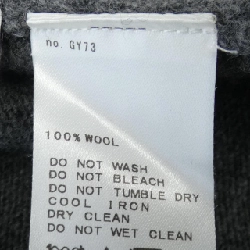 no. GY73
100% WOOL
DO NOT WASH
DO NOT BLEACH
DO NOT TUMBLE DRY
COOL IRON
DRY CLEAN
DO NOT WET CLEAN